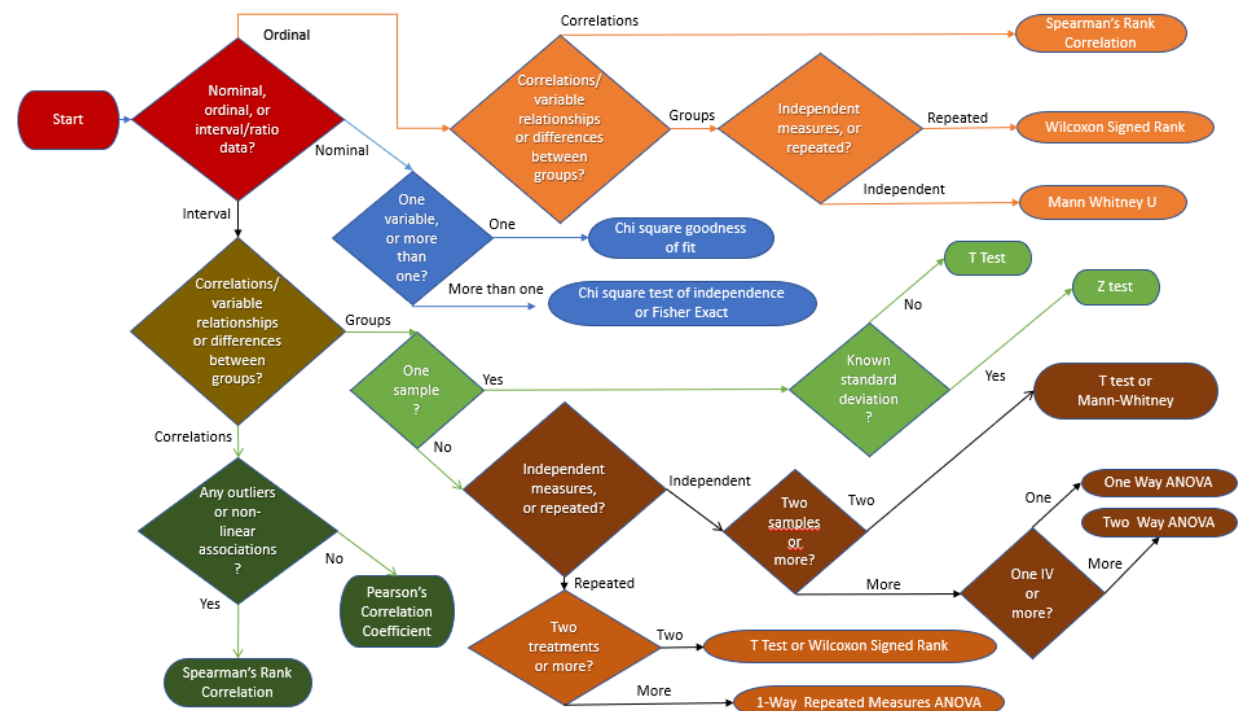 Correlations
Spearman's Rank
Correlation
Ordinal
Nominal,
ordinal, or
interval/ratio
data?
Start
Correlations/
variable
relationships
or differences
between
groups?
Groups
Independent
measures, or
repeated?
Repeated
Wilcoxon Signed Rank
Independent
Mann Whitney U
Nominal
Interval
One
variable,
or more
than
one?
One
Chi square goodness
of fit
More than one
Chi square test of independence
or Fisher Exact
Correlations/
variable
relationships
or differences
between
groups?
Groups
One
sample
?
Yes
No
Known
standard
deviation
?
No
T Test
Yes
Z test
T test or
Mann-Whitney
Correlations
Any outliers
or non-
linear
associations
?
No
Pearson's
Correlation
Coefficient
Yes
Spearman's Rank
Correlation
Independent
measures,
or repeated?
Independent
Two
samples
or
more?
Two
More
One IV
or
more?
One
One Way ANOVA
More
Two  Way ANOVA
Repeated
Two
treatments
or more?
Two
T Test or Wilcoxon Signed Rank
More
1-Way  Repeated Measures ANOVA